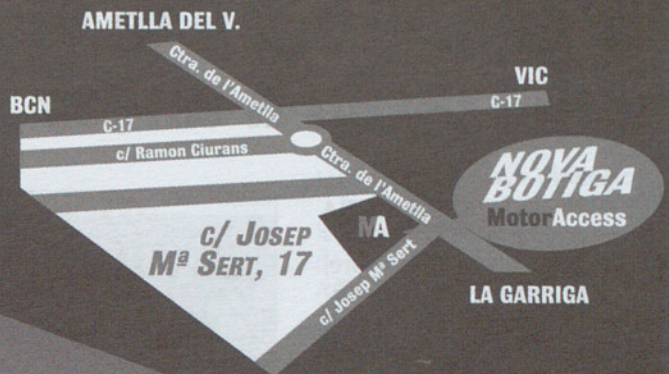 AMETLLA DEL V.
Ctra. de l'Ametlla
VIC
BCN
C-17
C-17
c/ Ramon Ciurans
Ctra. de l'Ametlla
NOVA
BOTIGA
MotorAccess
MA
c/ JOSEP
Mª SERT, 17
c/ Josep Mª Sert
LA GARRIGA